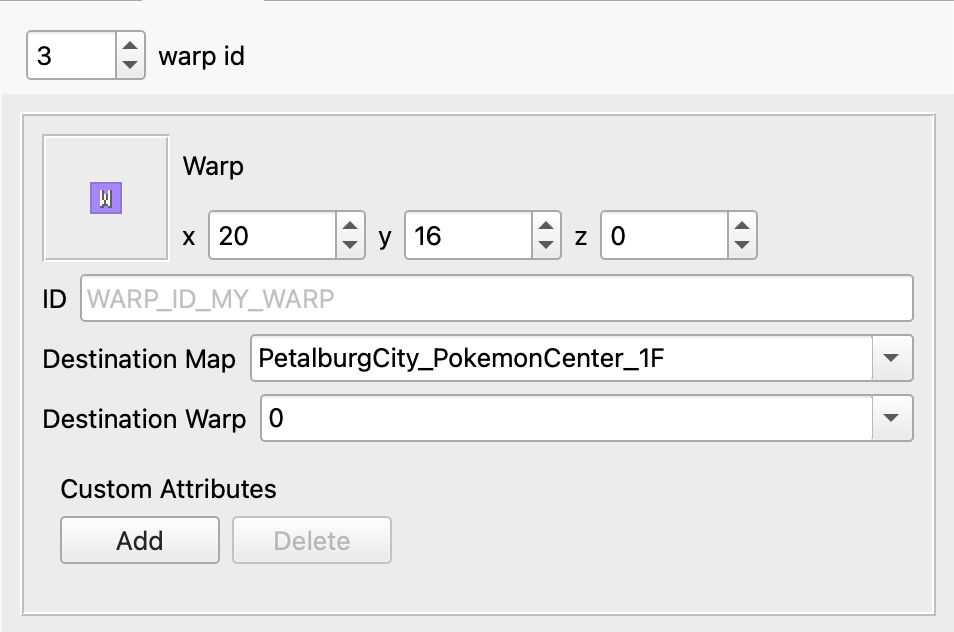 3 warp id
W
Warp
x 20 y 16 z 0
ID WARP_ID_MY_WARP
Destination Map PetalburgCity_PokemonCenter_1F
Destination Warp 0
Custom Attributes
Add Delete